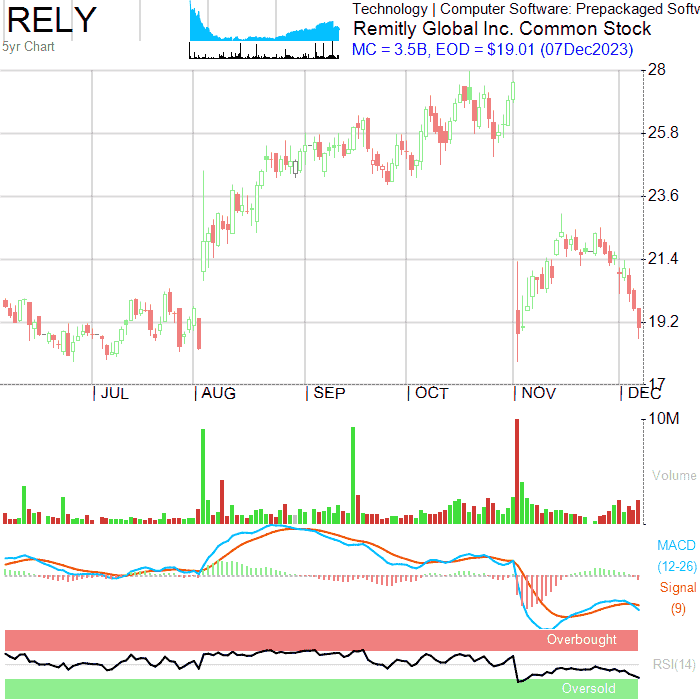 RELY
5yr Chart
Technology | Computer Software: Prepackaged Softw
Remitly Global Inc. Common Stock
MC = 3.5B, EOD = $19.01 (07Dec2023)
28
25.8
23.6
21.4
19.2
17
JUL
AUG
SEP
OCT
NOV
DEC
10M
Volume
MACD
(12-26)
Signal
(9)
Overbought
RSI(14)
Oversold